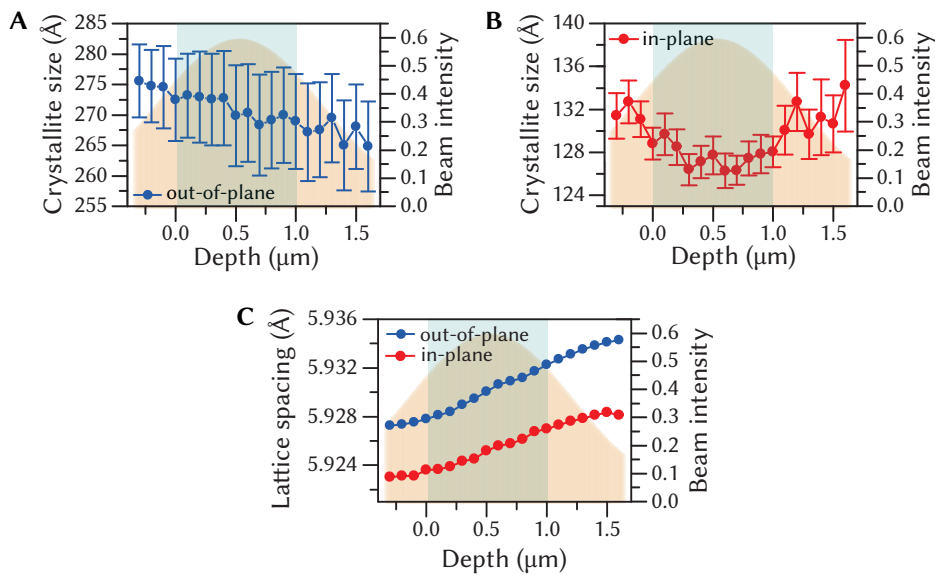 A
Crystallite size (Å)
285
280
275
270
265
260
255
out-of-plane
0.6
0.5
0.4
0.3
0.2
0.1
0.0
Beam intensity
0.0 0.5 1.0 1.5
Depth (μm)
B
Crystallite size (Å)
140
136
132
128
124
in-plane
0.6
0.5
0.4
0.3
0.2
0.1
0.0
Beam intensity
0.0 0.5 1.0 1.5
Depth (μm)
C
Lattice spacing (Å)
5.936
5.934
5.928
5.924
out-of-plane
in-plane
0.6
0.5
0.4
0.3
0.2
0.1
0.0
Beam intensity
0.0 0.5 1.0 1.5
Depth (μm)